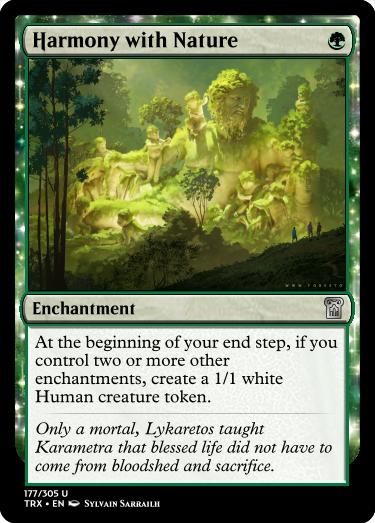 Harmony with Nature
WWW.YOGESTO
Enchantment
At the beginning of your end step, if you
control two or more other
enchantments, create a 1/1 white
Human creature token.
Only a mortal, Lykaretos taught
Karametra that blessed life did not have to
come from bloodshed and sacrifice.
177/305 U
TRX • EN Sylvain Sarrailh